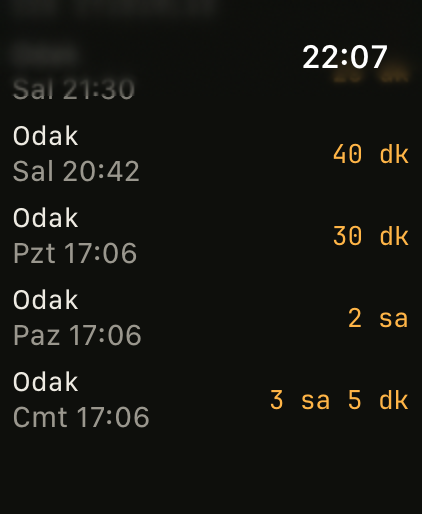 22:07
Sal 21:30
Odak
Sal 20:42
40 dk
Odak
Pzt 17:06
30 dk
Odak
Paz 17:06
2 sa
Odak
Cmt 17:06
3 sa 5 dk